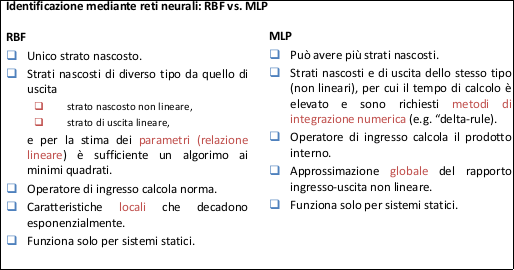 Identificazione mediante reti neurali: RBF vs. MLP
RBF
Unico strato nascosto.
Strati nascosti di diverso tipo da quello di
uscita
strato nascosto non lineare,
strato di uscita lineare,
e per la stima dei parametri (relazione
lineare) è sufficiente un algorimo ai
minimi quadrati.
Operatore di ingresso calcola norma.
Caratteristiche locali che decadono
esponenzialmente.
Funziona solo per sistemi statici.
MLP
Può avere più strati nascosti.
Strati nascosti e di uscita dello stesso tipo
(non lineari), per cui il tempo di calcolo è
elevato e sono richiesti metodi di
integrazione numerica (e.g. “delta-rule).
Operatore di ingresso calcola il prodotto
interno.
Approssimazione globale del rapporto
ingresso-uscita non lineare.
Funziona solo per sistemi statici.